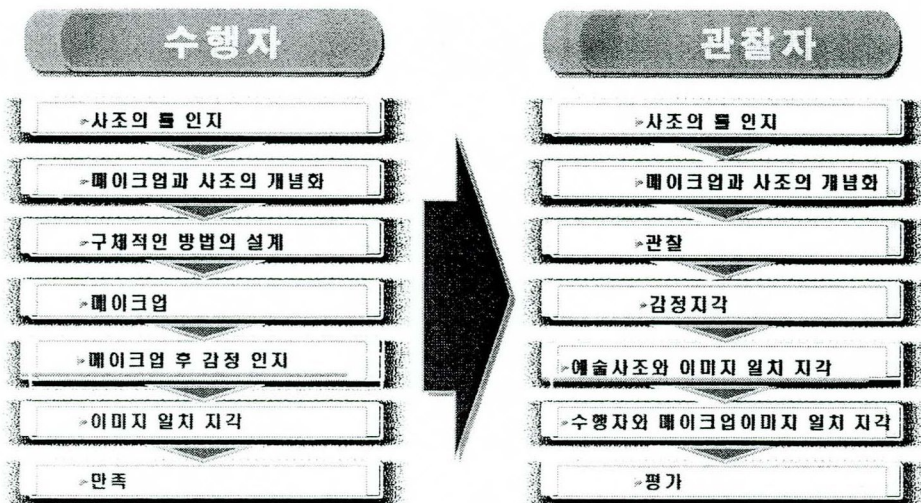 수행자
사조의 틀 인지
메이크업과 사조의 개념화
구체적인 방법의 설계
메이크업
메이크업 후 감정 인지
이미지 일치 지각
만족
관찰자
사조의 틀 인지
메이크업과 사조의 개념화
관찰
감정지각
예술사조와 이미지 일치 지각
수행자와 메이크업이마지 일치 지각
평가